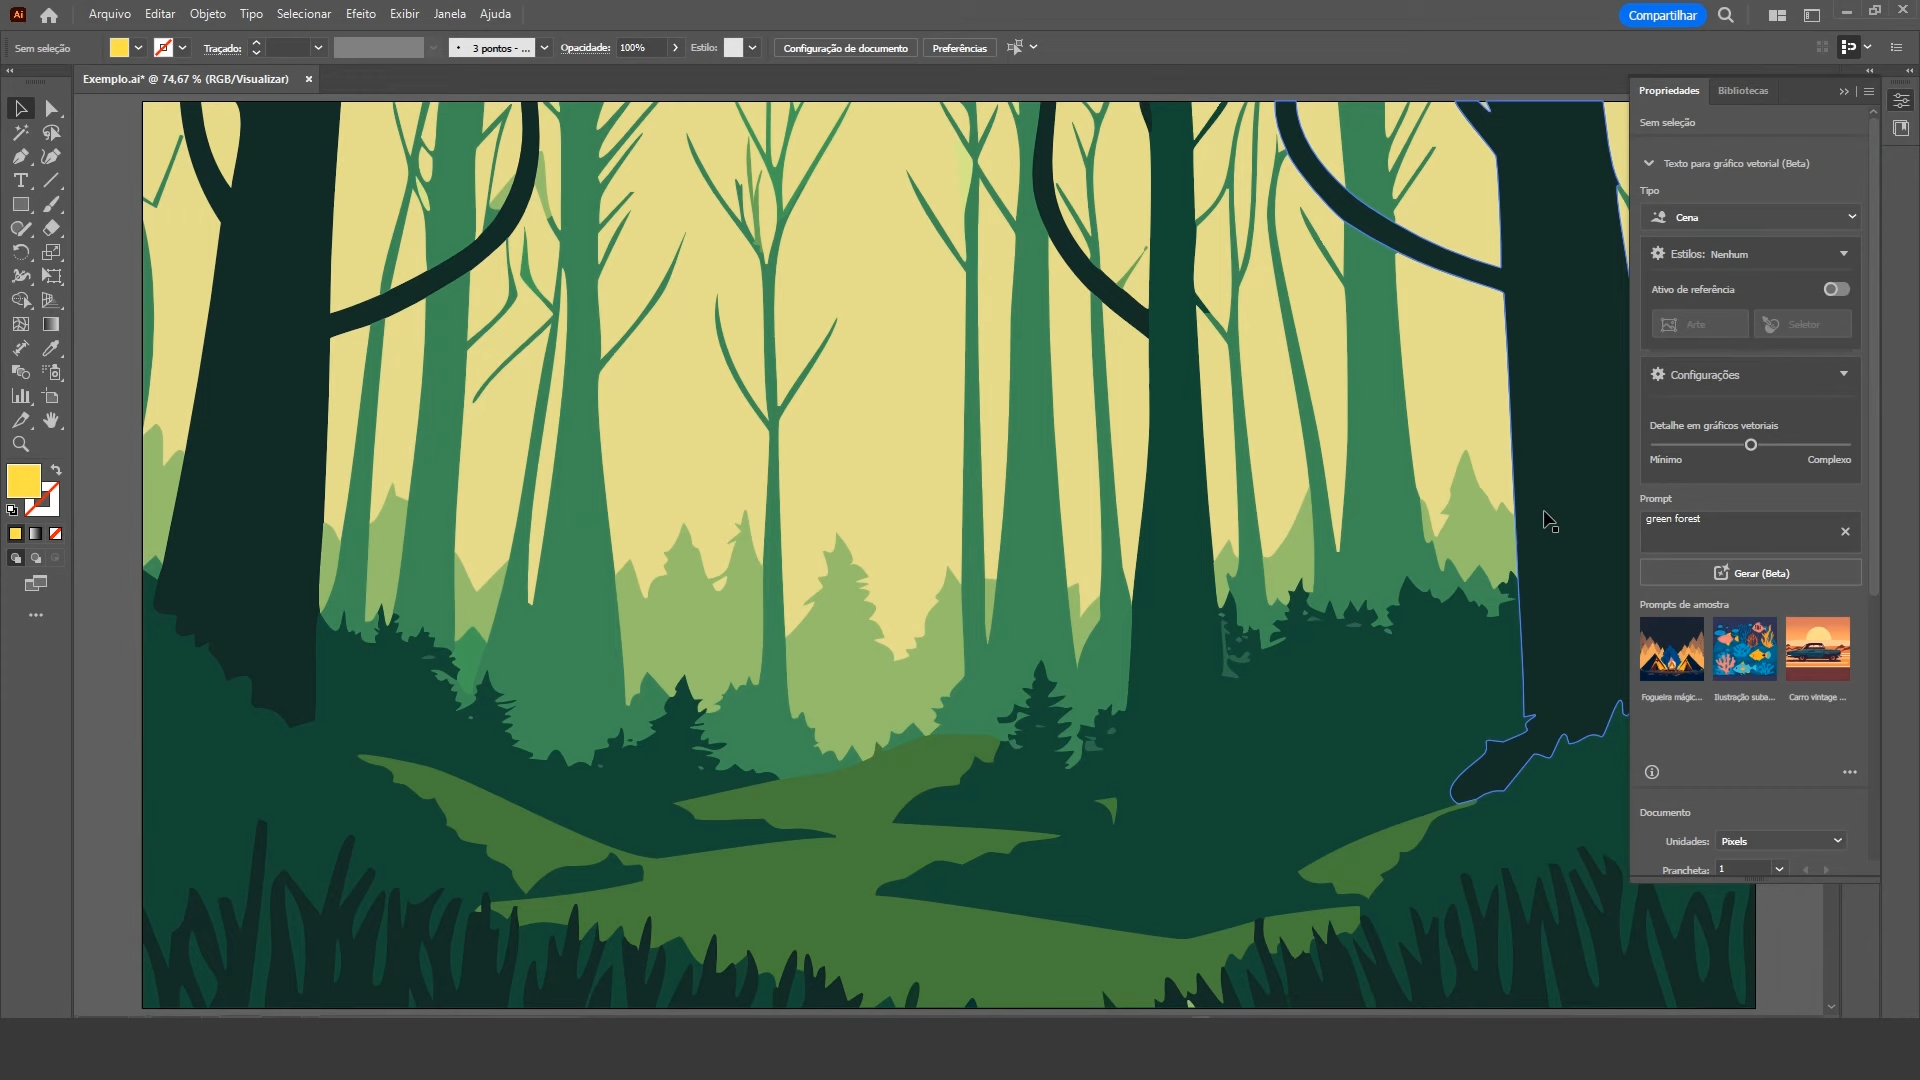 Ai Arquivo Editar Objeto Tipo Selecionar Efeito Exibir Janela Ajuda Compartilhar
Sem seleção Traçado: 3 pontos - ... Opacidade: 100% Estilo: Configuração de documento Preferências
Exemplo.ai* @ 74,67 % (RGB/Visualizar) ×
Propriedades Bibliotecas
Sem seleção
Texto para gráfico vetorial (Beta)
Tipo
Cena
Estilos: Nenhum
Ativo de referência
Arte Seletor
Configurações
Detalhe em gráficos vetoriais
Mínimo Complexo
Prompt
green forest
Gerar (Beta)
Prompts de amostra
Fogueira mágic... Ilustração suba... Carro vintage ...
Documento
Unidades: Pixels
Prancheta: 1